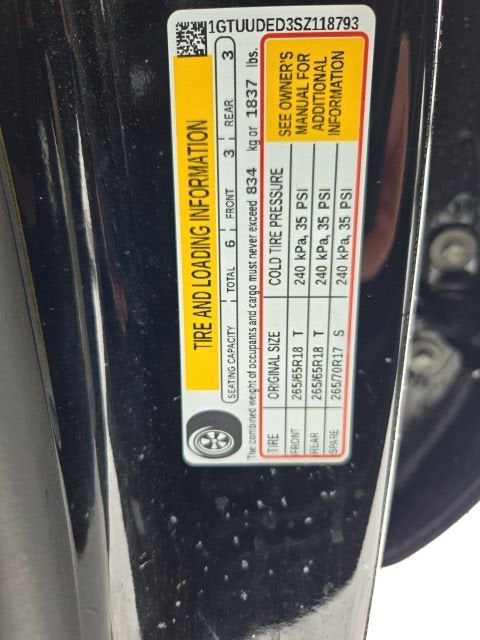 1GTUUDED3SZ118793
TIRE AND LOADING INFORMATION
SEATING CAPACITY TOTAL 6 FRONT 3 REAR 3
The combined weight of occupants and cargo must never exceed 834 kg or 1837 lbs.
TIRE ORIGINAL SIZE COLD TIRE PRESSURE
FRONT 265/65R18 T 240 kPa, 35 PSI
REAR 265/65R18 T 240 kPa, 35 PSI
SPARE 265/70R17 S 240 kPa, 35 PSI
SEE OWNER'S
MANUAL FOR
ADDITIONAL
INFORMATION